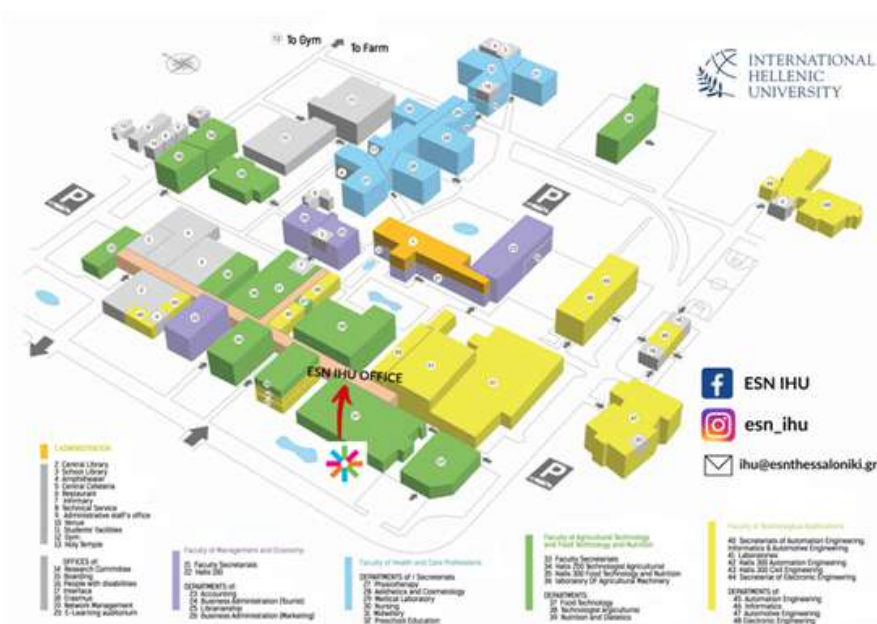 To Gym
To Farm
INTERNATIONAL
HELLENIC
UNIVERSITY
ESN IHU OFFICE
ESN IHU
esn_ihu
ihu@esnthessaloniki.gr
1 ADMINISTRATION
2 Central Library
3 School Library
4 Amphitheater
5 Central Cafeteria
6 Restaurant
7 Infirmary
8 Technical Service
9 Administrative staff's office
10 Venue
11 Students' facilities
12 Gym
13 Holy Temple
OFFICES of:
14 Research Committee
15 Boarding
16 People with disabilities
17 Interface
18 Erasmus
19 Network Management
20 E-Learning auditorium
Faculty of Management and Economy
21 Faculty Secretariats
22 Halls 200
DEPARTMENTS of:
23 Accounting
24 Business Administration (Tourist)
25 Librarianship
26 Business Administration (Marketing)
Faculty of Health and Care Professions
DEPARTMENTS of / Secretariats
27 Physiotherapy
28 Aesthetics and Cosmetology
29 Medical Laboratory
30 Nursing
31 Midwifery
32 Preschool Education
Faculty of Agricultural Technology
and Food Technology and Nutrition
33 Faculty Secretariats
34 Halls 200 Technologist Agricultural
35 Halls 300 Food Technology and Nutrition
36 laboratory Of Agricultural Machinery
DEPARTMENTS
37 Food Technology
38 Technologist Agriculturist
39 Nutrition and Dietetics
Faculty of Technological Applications
40 Secretariats of Automation Engineering
Informatics & Automotive Engineering
41 Laboratories
42 Halls 300 Automation Engineering
43 Halls 300 Civil Engineering
44 Secretariat of Electronic Engineering
DEPARTMENTS of:
45 Automation Engineering
46 Informatics
47 Automotive Engineering
48 Electronic Engineering